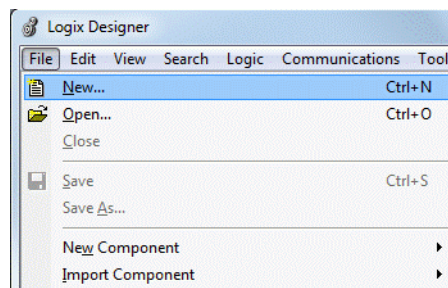 Logix Designer
File Edit View Search Logic Communications Tool
New... Ctrl+N
Open... Ctrl+O
Close
Save Ctrl+S
Save As...
New Component
Import Component